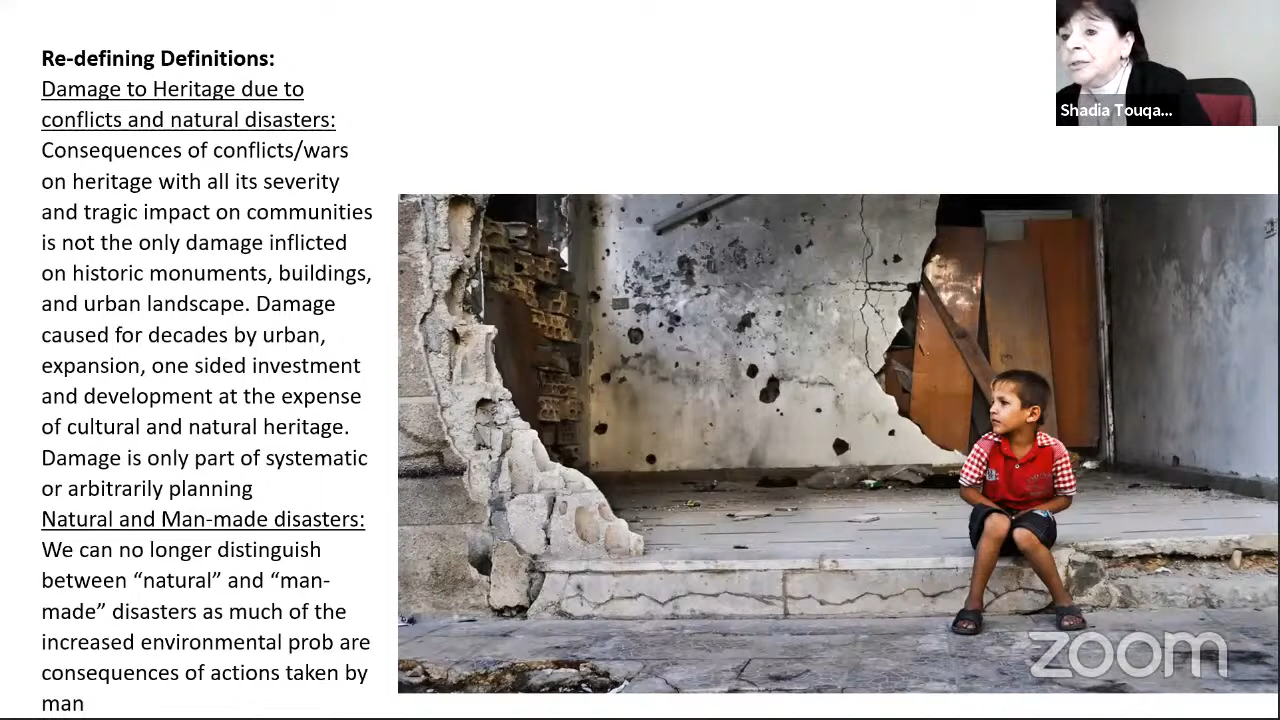 Re-defining Definitions:
Damage to Heritage due to
conflicts and natural disasters:
Consequences of conflicts/wars
on heritage with all its severity
and tragic impact on communities
is not the only damage inflicted
on historic monuments, buildings,
and urban landscape. Damage
caused for decades by urban,
expansion, one sided investment
and development at the expense
of cultural and natural heritage.
Damage is only part of systematic
or arbitrarily planning
Natural and Man-made disasters:
We can no longer distinguish
between “natural” and “man-
made” disasters as much of the
increased environmental prob are
consequences of actions taken by
man
Shadia Touqa...
zoom